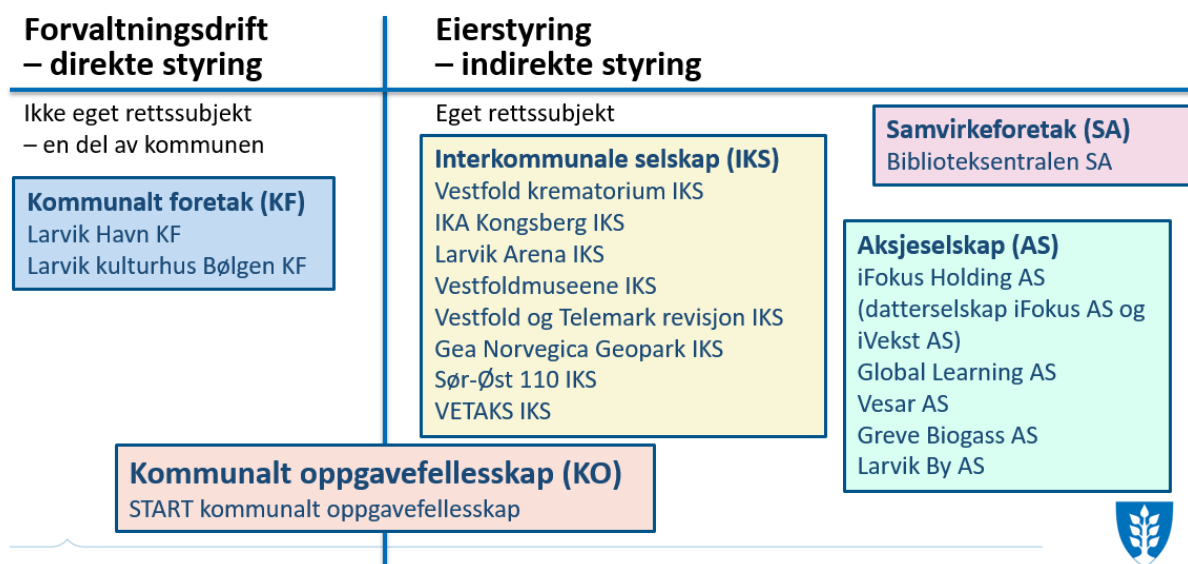 Forvaltningsdrift
– direkte styring
Ikke eget rettssubjekt
– en del av kommunen
Kommunalt foretak (KF)
Larvik Havn KF
Larvik kulturhus Bølgen KF
Eierstyring
– indirekte styring
Eget rettssubjekt
Interkommunale selskap (IKS)
Vestfold krematorium IKS
IKA Kongsberg IKS
Larvik Arena IKS
Vestfoldmuseene IKS
Vestfold og Telemark revisjon IKS
Gea Norvegica Geopark IKS
Sør-Øst 110 IKS
VETAKS IKS
Samvirkeforetak (SA)
Biblioteksentralen SA
Aksjeselskap (AS)
iFokus Holding AS
(datterselskap iFokus AS og
iVekst AS)
Global Learning AS
Vesar AS
Greve Biogass AS
Larvik By AS
Kommunalt oppgavefellesskap (KO)
START kommunalt oppgavefellesskap